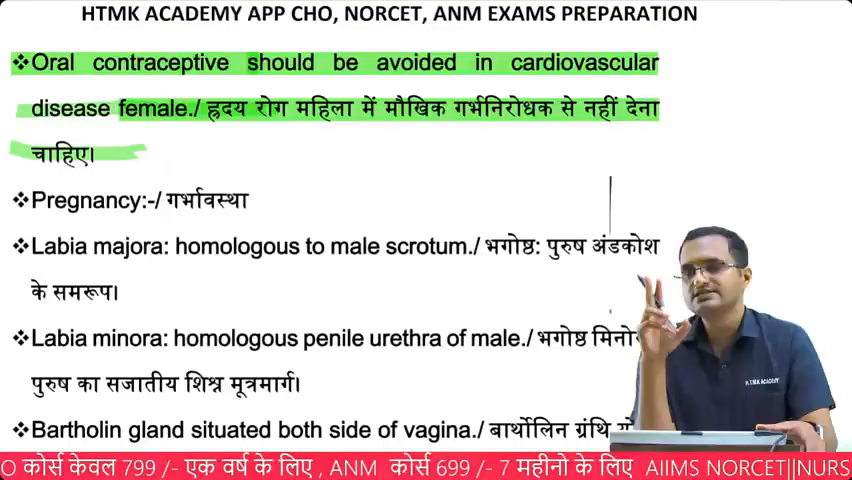 HTMK ACADEMY APP CHO, NORCET, ANM EXAMS PREPARATION
❖Oral contraceptive should be avoided in cardiovascular
disease female./ ह्रदय रोग महिला में मौखिक गर्भनिरोधक से नहीं देना
चाहिए।
❖Pregnancy:-/ गर्भावस्था
❖Labia majora: homologous to male scrotum./ भगोष्ठ: पुरुष अंडकोश
के समरूप।
❖Labia minora: homologous penile urethra of male./ भगोष्ठ
पुरुष का सजातीय शिश्न मूत्रमार्ग।
❖Bartholin gland situated both side of vagina./ बार्थोलिन ग्रंथि
H.T.M.K ACADEMY
O कोर्स केवल 799 /- एक वर्ष के लिए , ANM कोर्स 699 /- 7 महीनो के लिए AIIMS NORCET||NURS